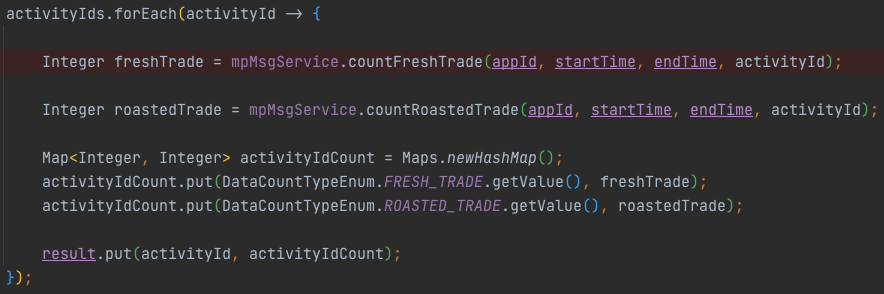 activityIds.forEach(activityId -> {
Integer freshTrade = mpMsgService.countFreshTrade(appId, startTime, endTime, activityId);
Integer roastedTrade = mpMsgService.countRoastedTrade(appId, startTime, endTime, activityId);
Map<Integer, Integer> activityIdCount = Maps.newHashMap();
activityIdCount.put(DataCountTypeEnum.FRESH_TRADE.getValue(), freshTrade);
activityIdCount.put(DataCountTypeEnum.ROASTED_TRADE.getValue(), roastedTrade);
result.put(activityId, activityIdCount);
});